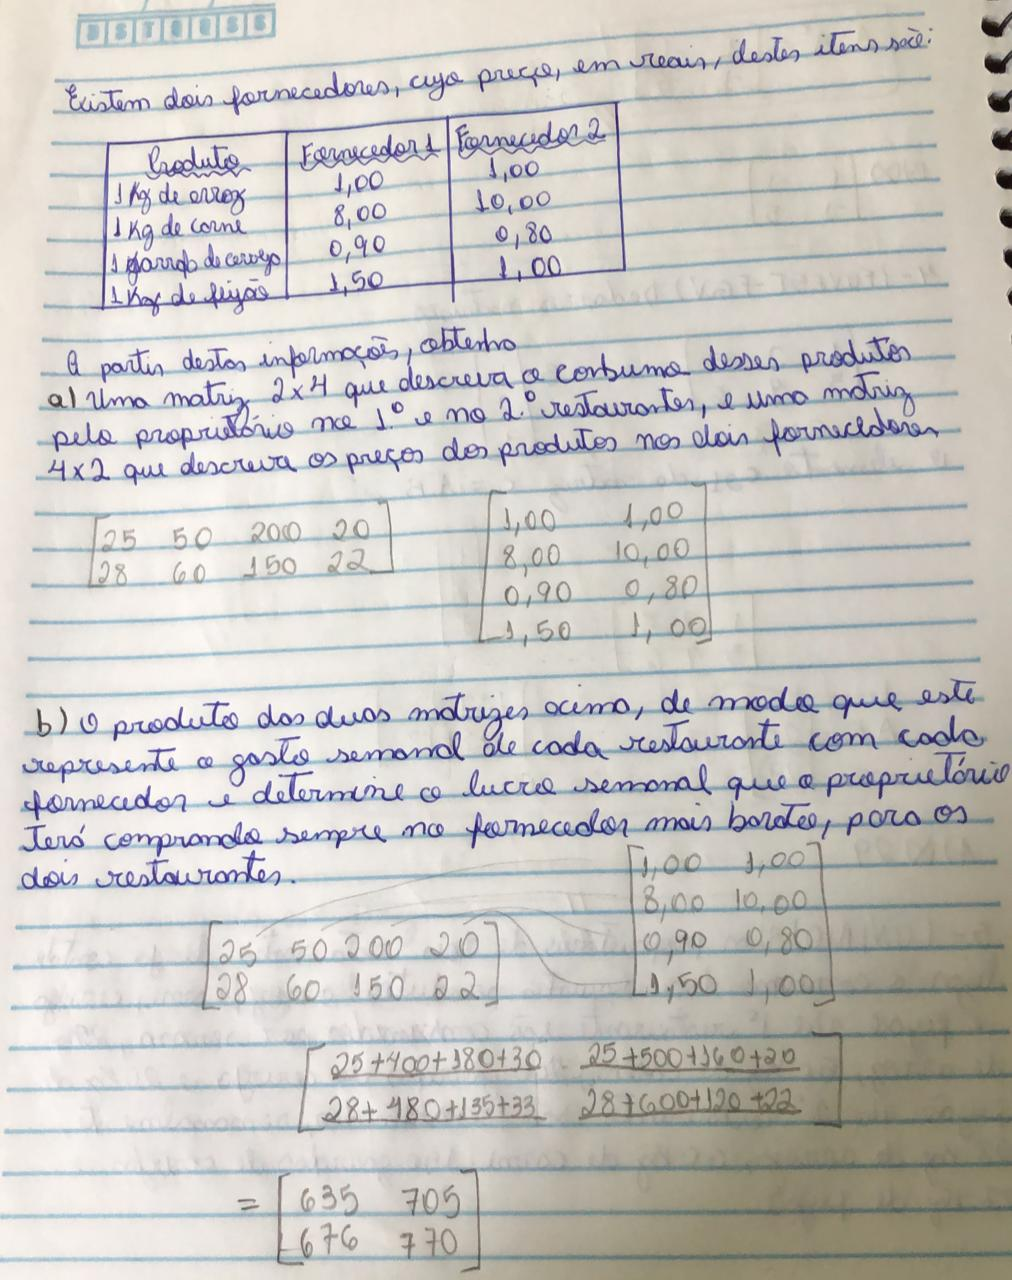 D S T Q Q S S
Existem dois fornecedores, cujo preço, em reais, destes itens são:
Produto Fornecedor 1 Fornecedor 2
1 Kg de arroz 1,00 1,00
1 Kg de carne 8,00 10,00
1 garrafa de cerveja 0,90 0,80
1 Kg de feijão 1,50 1,00
A partir destas informações, obtenha
a) Uma matriz 2x4 que descreva o consumo desses produtos
pelo proprietário no 1.º e no 2.º restaurantes, e uma matriz
4x2 que descreva os preços dos produtos nos dois fornecedores
25 50 200 20
28 60 150 22
1,00 1,00
8,00 10,00
0,90 0,80
1,50 1,00
b) O produto das duas matrizes acima, de modo que este
represente o gasto semanal de cada restaurante com cada
fornecedor e determine o lucro semanal que o proprietário
terá comprando sempre no fornecedor mais barato, para os
dois restaurantes.
1,00 1,00
8,00 10,00
0,90 0,80
1,50 1,00
25 50 200 20
28 60 150 22
25+400+180+30 25+500+160+20
28+480+135+33 28+600+120+22
= 635 705
676 770